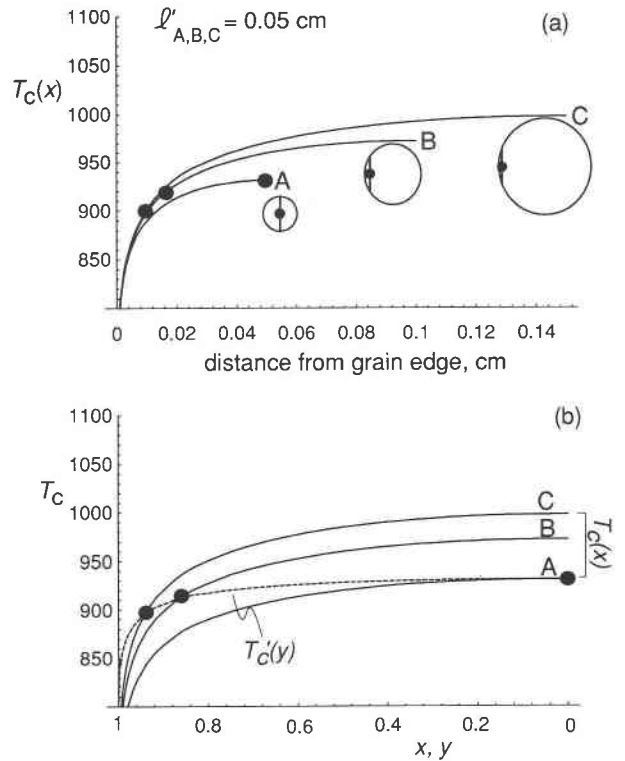 ℓ'A,B,C = 0.05 cm
(a)
1100
1050
TC(x)
1000
950
900
850
A
B
C
0
0.02
0.04
0.06
0.08
0.1
0.12
0.14
distance from grain edge, cm
(b)
1100
1050
TC
1000
950
900
850
C
B
A
TC(x)
TC'(y)
1
0.8
0.6
0.4
0.2
0
x, y